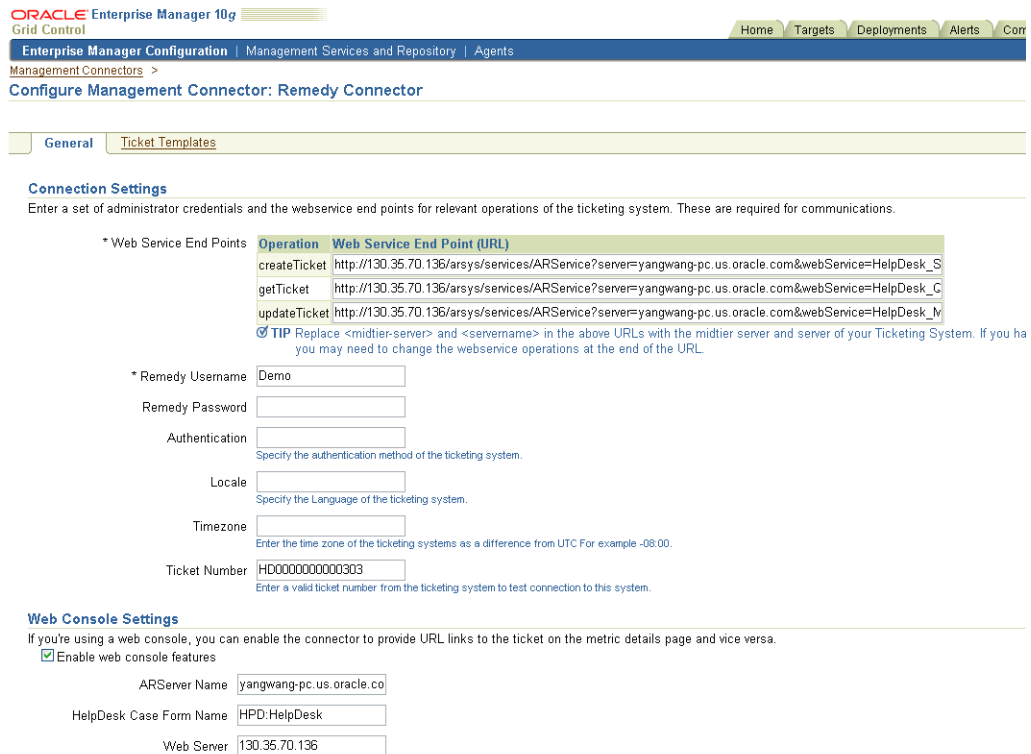 ORACLE Enterprise Manager 10g
Grid Control
Home Targets Deployments Alerts Com
Enterprise Manager Configuration | Management Services and Repository | Agents
Management Connectors >
Configure Management Connector: Remedy Connector
General Ticket Templates
Connection Settings
Enter a set of administrator credentials and the webservice end points for relevant operations of the ticketing system. These are required for communications.
* Web Service End Points Operation Web Service End Point (URL)
createTicket http://130.35.70.136/arsys/services/ARService?server=yangwang-pc.us.oracle.com&webService=HelpDesk_S
getTicket http://130.35.70.136/arsys/services/ARService?server=yangwang-pc.us.oracle.com&webService=HelpDesk_Q
updateTicket http://130.35.70.136/arsys/services/ARService?server=yangwang-pc.us.oracle.com&webService=HelpDesk_M
TIP Replace <midtier-server> and <servername> in the above URLs with the midtier server and server of your Ticketing System. If you ha
you may need to change the webservice operations at the end of the URL.
* Remedy Username Demo
Remedy Password
Authentication
Specify the authentication method of the ticketing system.
Locale
Specify the Language of the ticketing system.
Timezone
Enter the time zone of the ticketing systems as a difference from UTC For example -08:00.
Ticket Number HD0000000000303
Enter a valid ticket number from the ticketing system to test connection to this system.
Web Console Settings
If you're using a web console, you can enable the connector to provide URL links to the ticket on the metric details page and vice versa.
Enable web console features
ARServer Name yangwang-pc.us.oracle.co
HelpDesk Case Form Name HPD:HelpDesk
Web Server 130.35.70.136